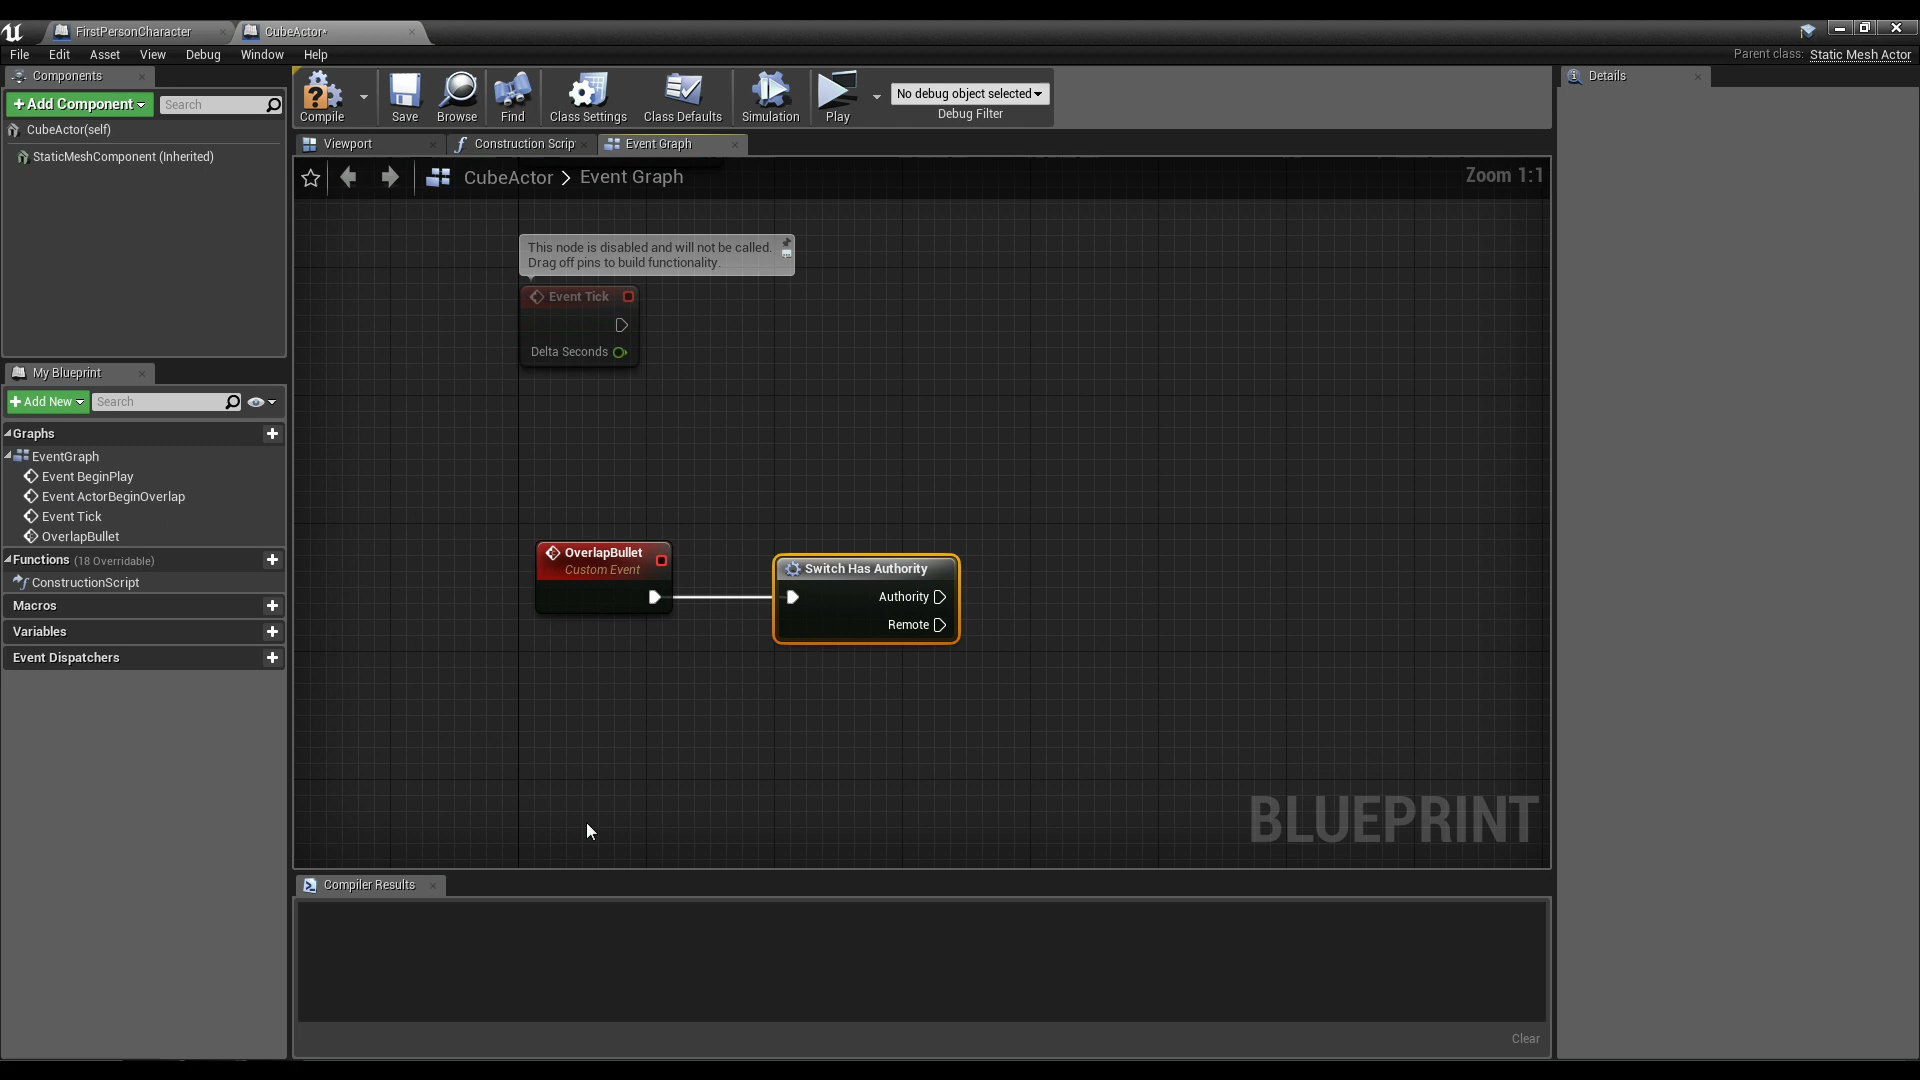 FirstPersonCharacter
CubeActor*
File Edit Asset View Debug Window Help
Parent class: Static Mesh Actor
Components
+Add Component
Search
CubeActor(self)
StaticMeshComponent (Inherited)
Compile
Save
Browse
Find
Class Settings
Class Defaults
Simulation
Play
No debug object selected
Debug Filter
Details
Viewport
Construction Scrip
Event Graph
CubeActor > Event Graph
Zoom 1:1
This node is disabled and will not be called.
Drag off pins to build functionality.
Event Tick
Delta Seconds
My Blueprint
+Add New
Search
Graphs
EventGraph
Event BeginPlay
Event ActorBeginOverlap
Event Tick
OverlapBullet
Functions (18 Overridable)
ConstructionScript
Macros
Variables
Event Dispatchers
OverlapBullet
Custom Event
Switch Has Authority
Authority
Remote
BLUEPRINT
Compiler Results
Clear